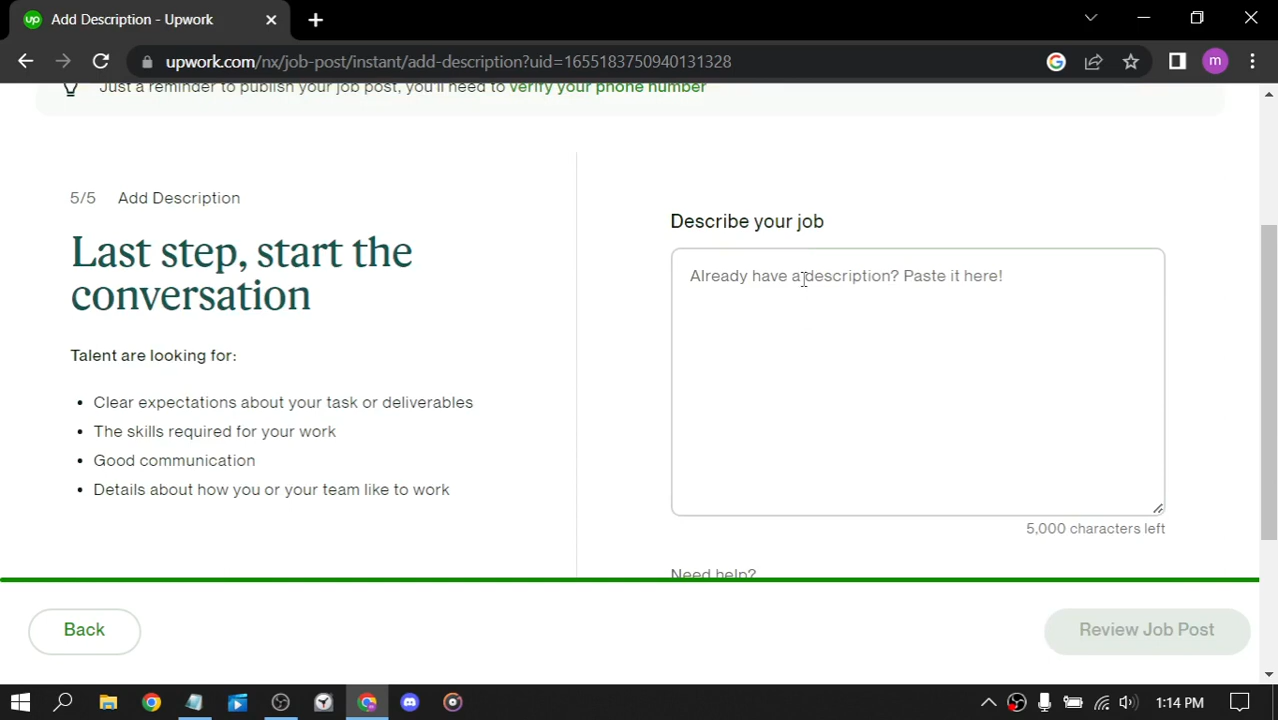 up Add Description - Upwork
upwork.com/nx/job-post/instant/add-description?uid=1655183750940131328
m
Just a reminder to publish your job post, you'll need to verify your phone number
5/5 Add Description
Last step, start the
conversation
Talent are looking for:
• Clear expectations about your task or deliverables
• The skills required for your work
• Good communication
• Details about how you or your team like to work
Describe your job
Already have a description? Paste it here!
5,000 characters left
Need help?
Back
Review Job Post
1:14 PM